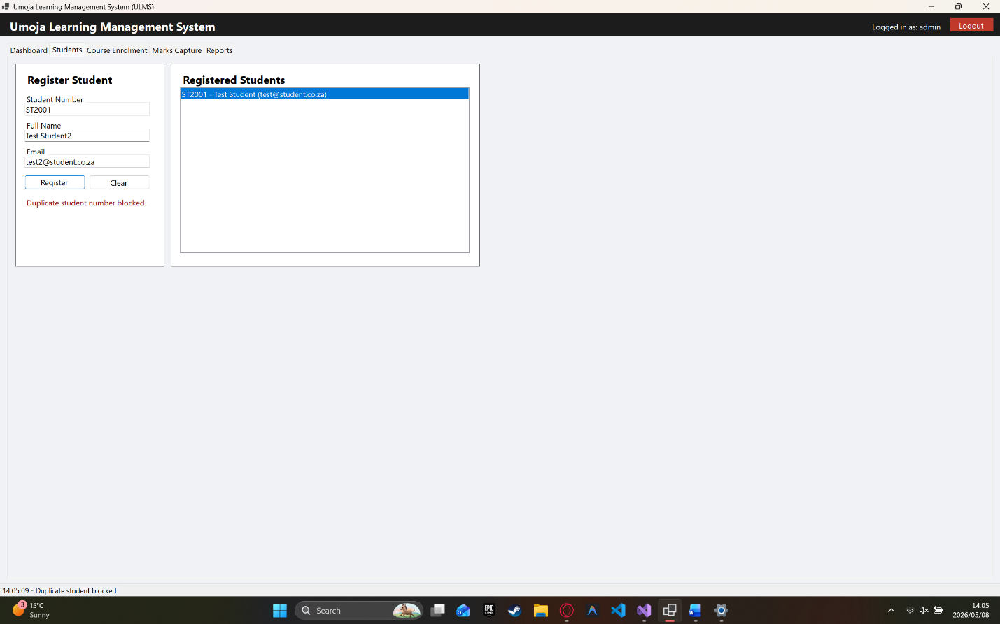 Umoja Learning Management System (ULMS)
Umoja Learning Management System
Logged in as: admin
Logout
Dashboard Students Course Enrolment Marks Capture Reports
Register Student
Student Number
ST2001
Full Name
Test Student2
Email
test2@student.co.za
Register Clear
Duplicate student number blocked.
Registered Students
ST2001 - Test Student (test@student.co.za)
14:05:09 - Duplicate student blocked
3
15°C
Sunny
Search
EPIC
GAMES
14:05
2026/05/08